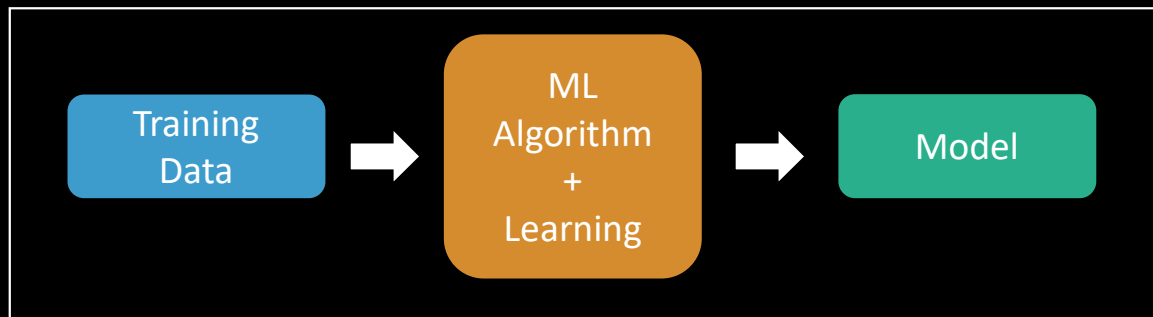 Training
Data
ML
Algorithm
+
Learning
Model